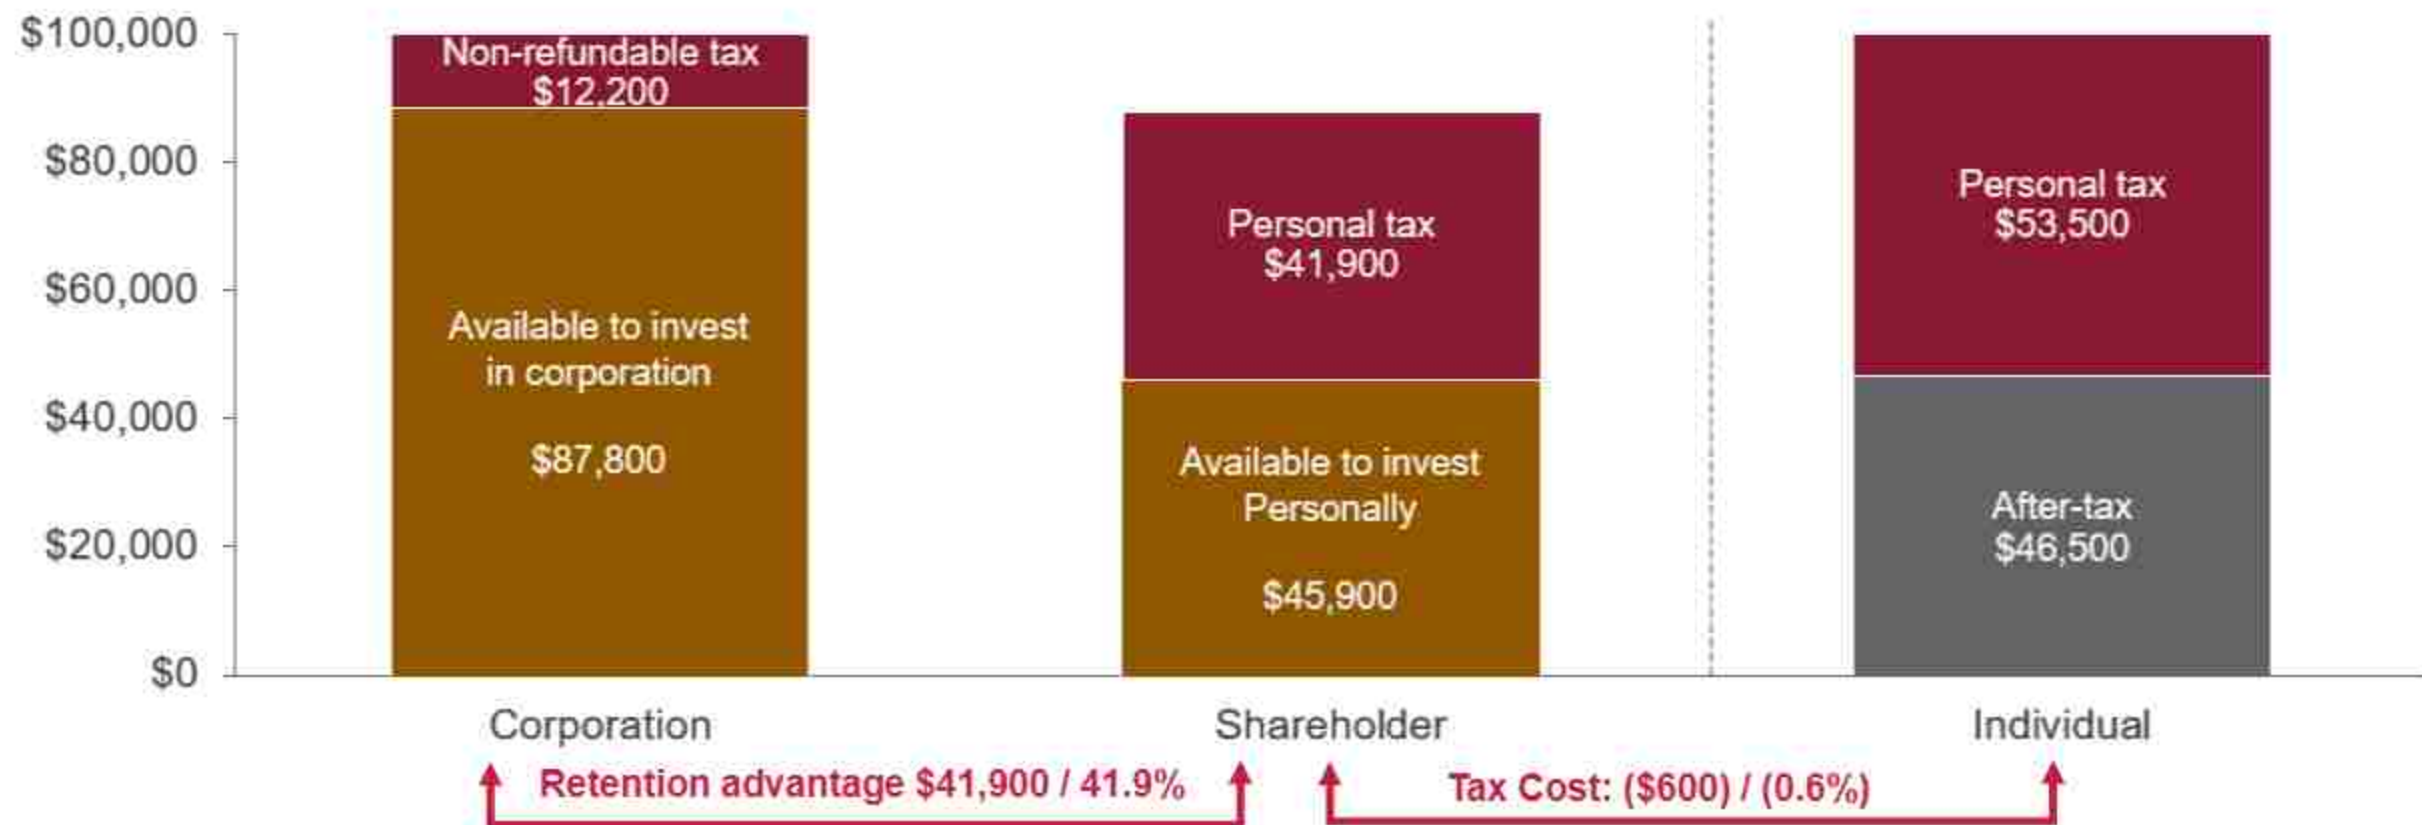 $100,000
$80,000
$60,000
$40,000
$20,000
$0
Non-refundable tax
$12,200
Available to invest
in corporation
$87,800
Personal tax
$41,900
Available to invest
Personally
$45,900
Personal tax
$53,500
After-tax
$46,500
Corporation
Shareholder
Individual
Retention advantage $41,900 / 41.9%
Tax Cost: ($600) / (0.6%)